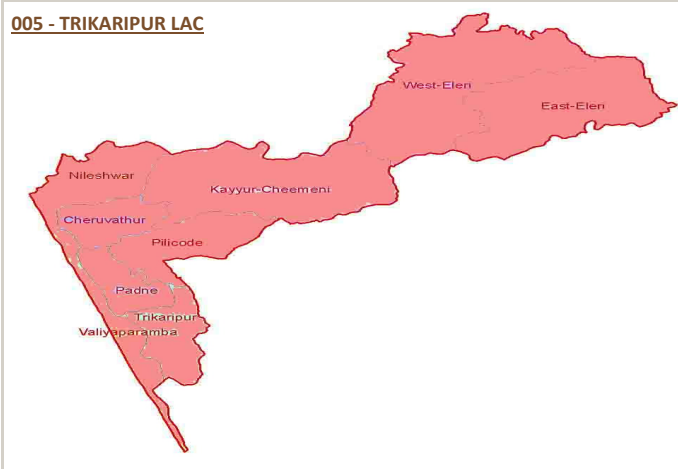 005 - TRIKARIPUR LAC
West-Eleri
East-Eleri
Nileshwar
Kayyur-Cheemeni
Cheruvathur
Pilicode
Padne
Trikaripur
Valiyaparamba